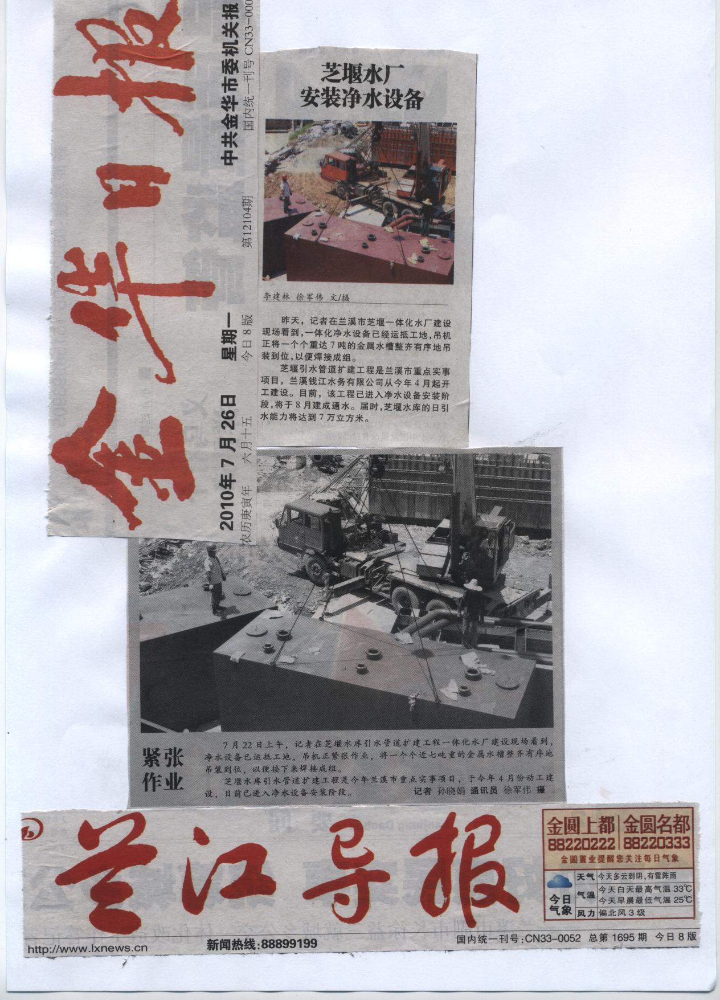 金华日报
中共金华市委机关报
国内统一刊号 CN33-000
第12104期
2010年7月26日 星期一
农历庚寅年 六月十五 今日8版
芝堰水厂
安装净水设备
李建林 徐军伟 文/摄
昨天，记者在兰溪市芝堰一体化水厂建设
现场看到，一体化净水设备已经运抵工地，吊机
正将一个个重达7吨的金属水槽整齐有序地吊
装到位，以便焊接成组。
芝堰引水管道扩建工程是兰溪市重点实事
项目，兰溪钱江水务有限公司从今年4月起开
工建设。目前，该工程已进入净水设备安装阶
段，将于8月建成通水。届时，芝堰水库的日引
水能力将达到7万立方米。
紧张
作业
7月22日上午，记者在芝堰水库引水管道扩建工程一体化水厂建设现场看到，
净水设备已运抵工地，吊机正紧张作业，将一个个近七吨重的金属水槽整齐有序地
吊装到位，以便接下来焊接成组。
芝堰水库引水管道扩建工程是今年兰溪市重点实事项目，于今年4月份动工建
设，目前已进入净水设备安装阶段。 记者 孙晓娟 通讯员 徐军伟 摄
兰江导报
金圆上都 金圆名都
88220222 88220333
金圆置业提醒您关注每日气象
今日
气象
天气 今天多云到阴，有雷阵雨
气温 今天白天最高气温33℃
今天早晨最低气温25℃
风力 偏北风3级
http://www.lxnews.cn 新闻热线:88899199 国内统一刊号:CN33-0052 总第1695期 今日8版